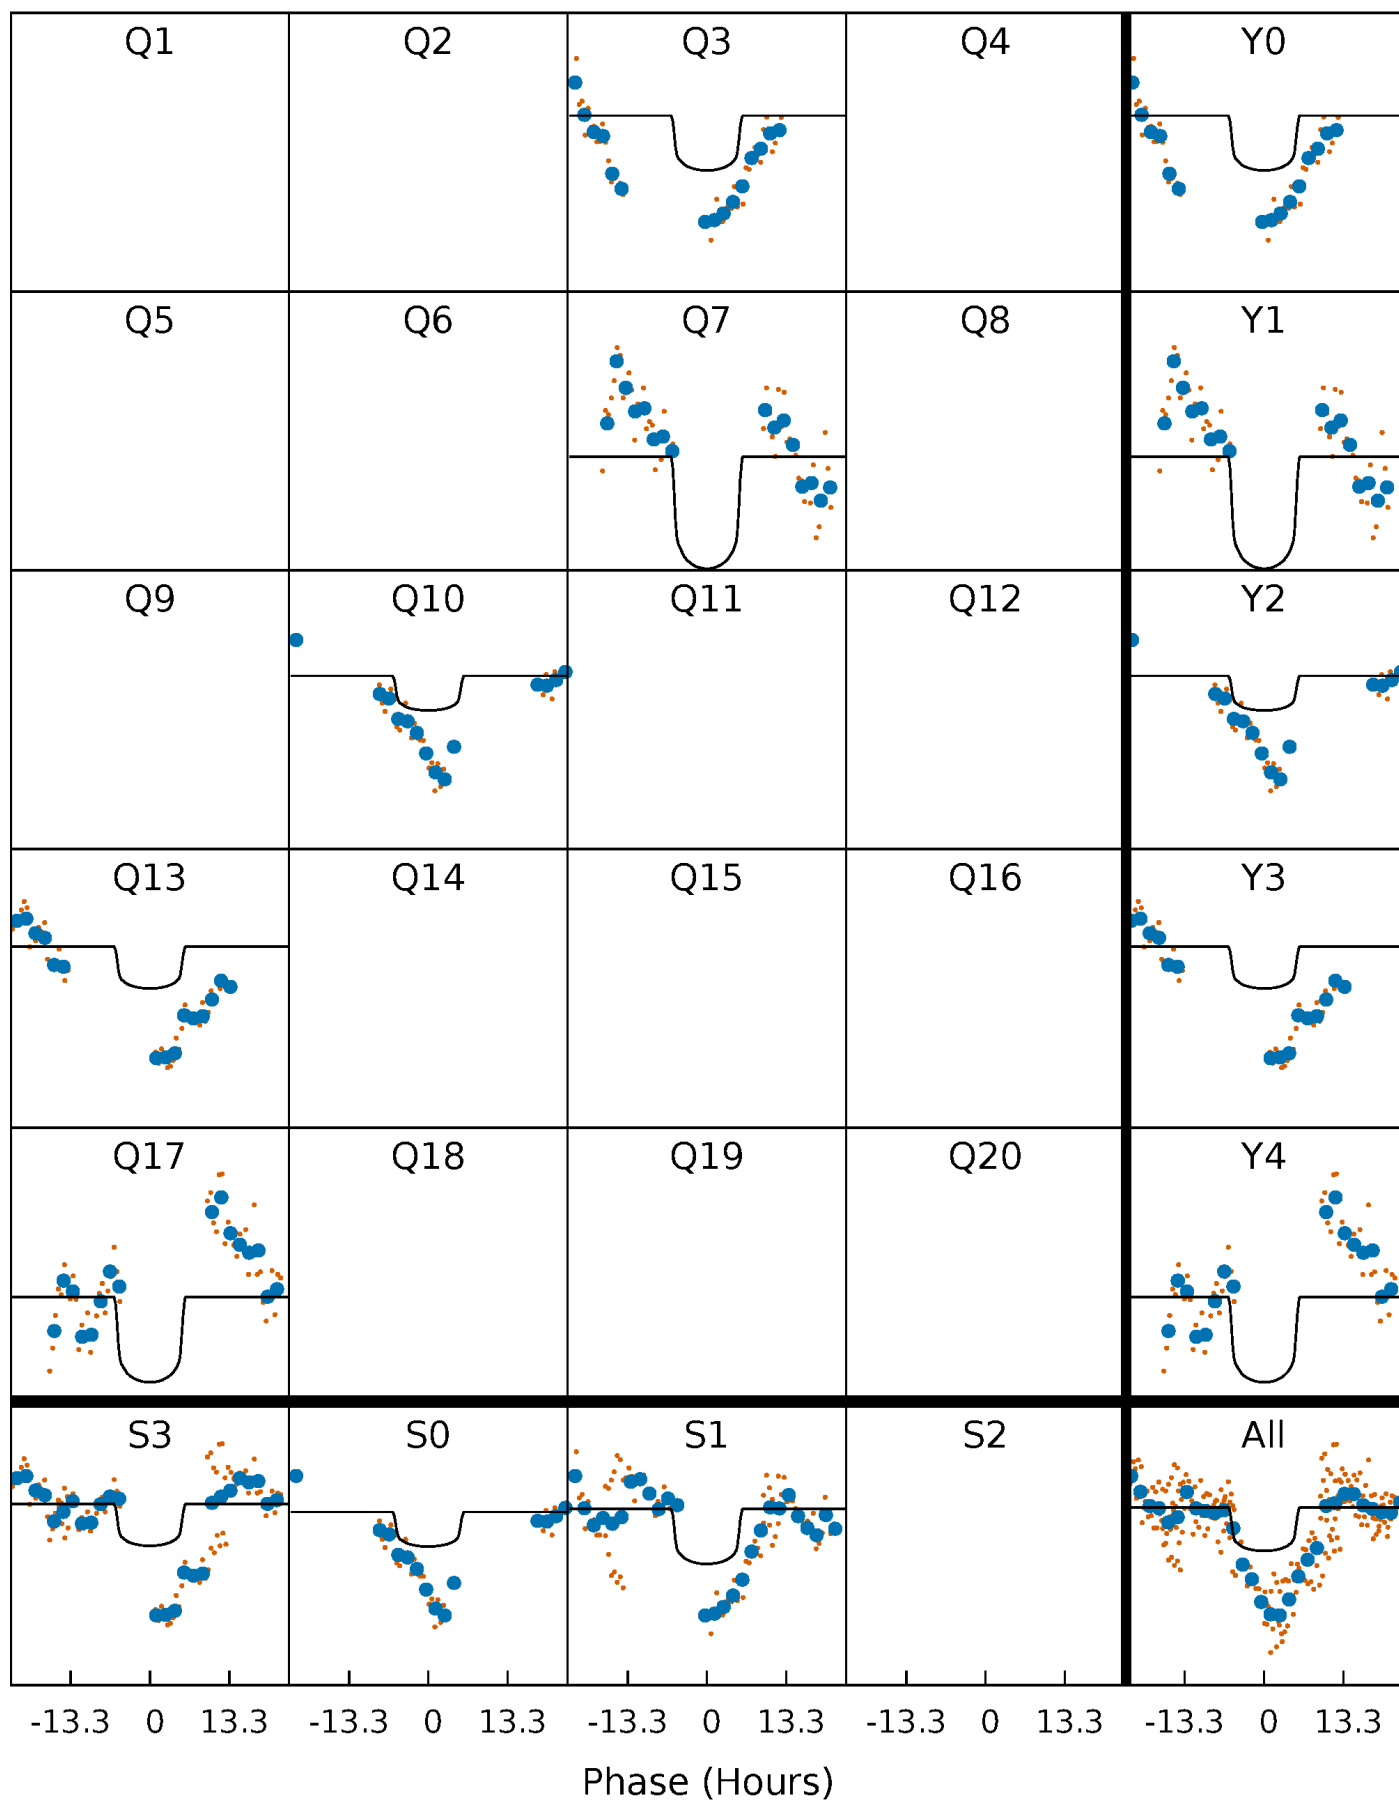 Q1 Q2 Q3 Q4 Y0
Q5 Q6 Q7 Q8 Y1
Q9 Q10 Q11 Q12 Y2
Q13 Q14 Q15 Q16 Y3
Q17 Q18 Q19 Q20 Y4
S3 S0 S1 S2 All
-13.3 0 13.3 -13.3 0 13.3 -13.3 0 13.3 -13.3 0 13.3 -13.3 0 13.3
Phase (Hours)